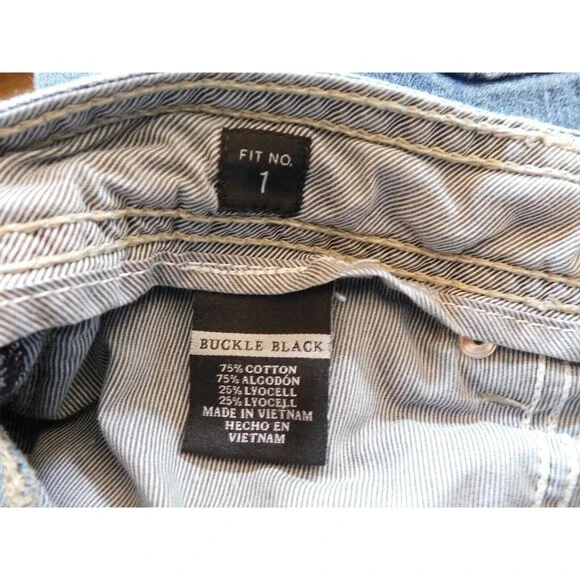 FIT NO.
1
BUCKLE BLACK
75% COTTON
75% ALGODÓN
25% LYOCELL
25% LYOCELL
MADE IN VIETNAM
HECHO EN
VIETNAM